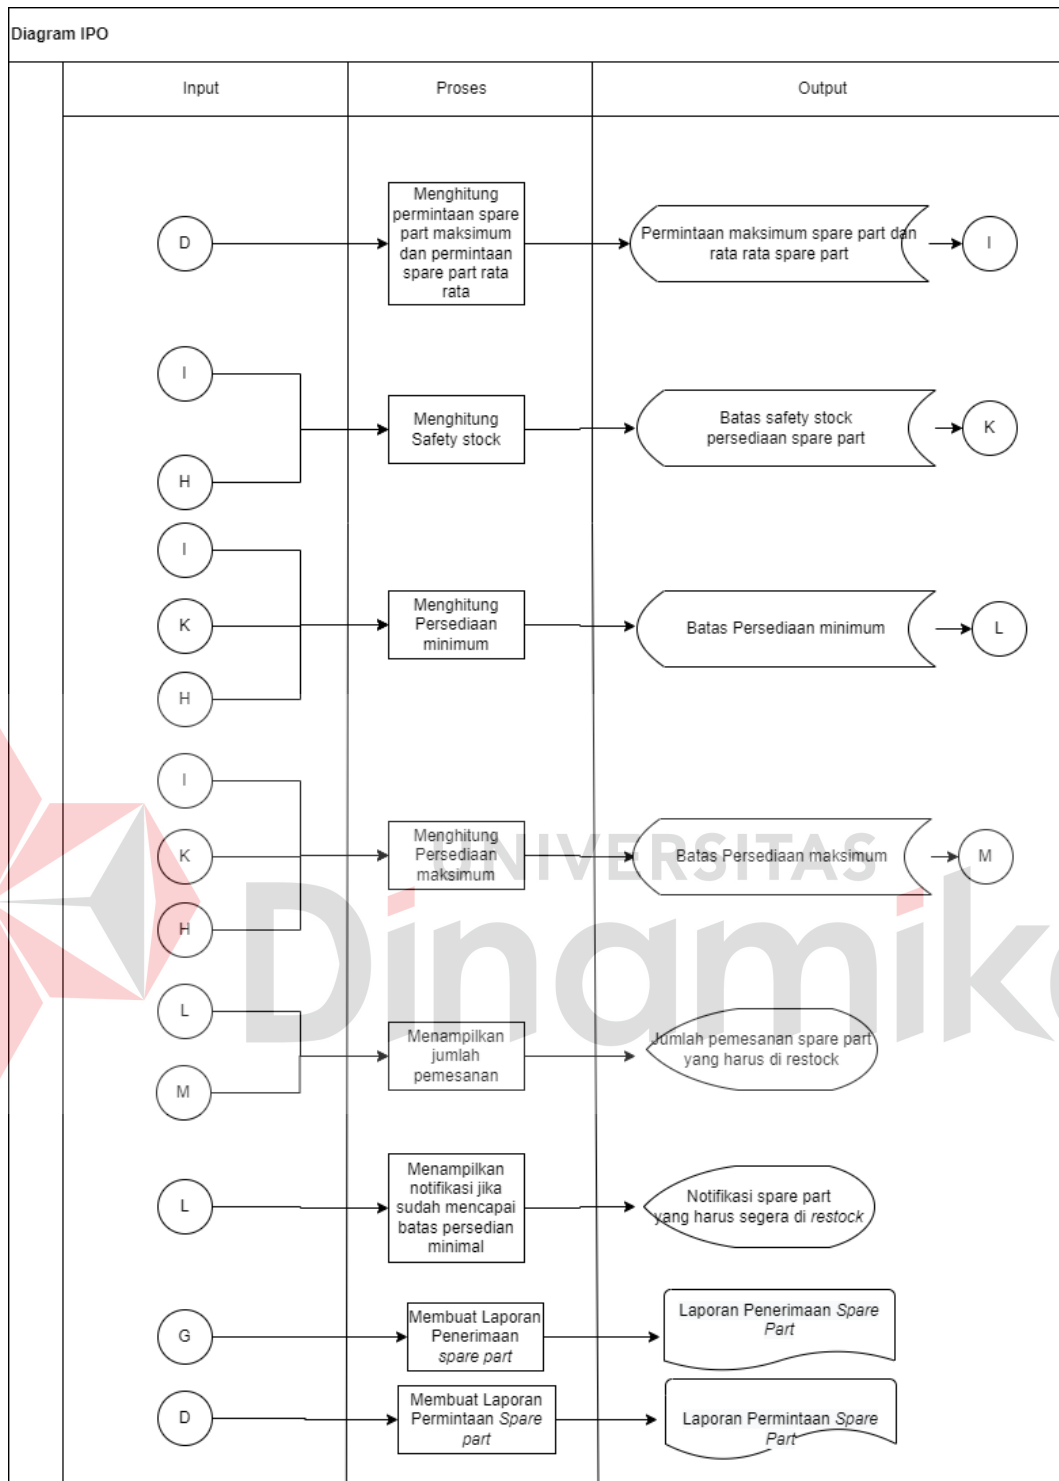 Diagram IPO
Input
Proses
Output
D
Menghitung
permintaan spare
part maksimum
dan permintaan
spare part rata
rata
Permintaan maksimum spare part dan
rata rata spare part
I
I
H
Menghitung
Safety stock
Batas safety stock
persediaan spare part
K
I
K
H
Menghitung
Persediaan
minimum
Batas Persediaan minimum
L
I
K
H
Menghitung
Persediaan
maksimum
Batas Persediaan maksimum
M
UNIVERSITAS
Dinamika
L
M
Menampilkan
jumlah
pemesanan
Jumlah pemesanan spare part
yang harus di restock
L
Menampilkan
notifikasi jika
sudah mencapai
batas persedian
minimal
Notifikasi spare part
yang harus segera di restock
G
Membuat Laporan
Penerimaan
spare part
Laporan Penerimaan Spare
Part
D
Membuat Laporan
Permintaan Spare
part
Laporan Permintaan Spare
Part